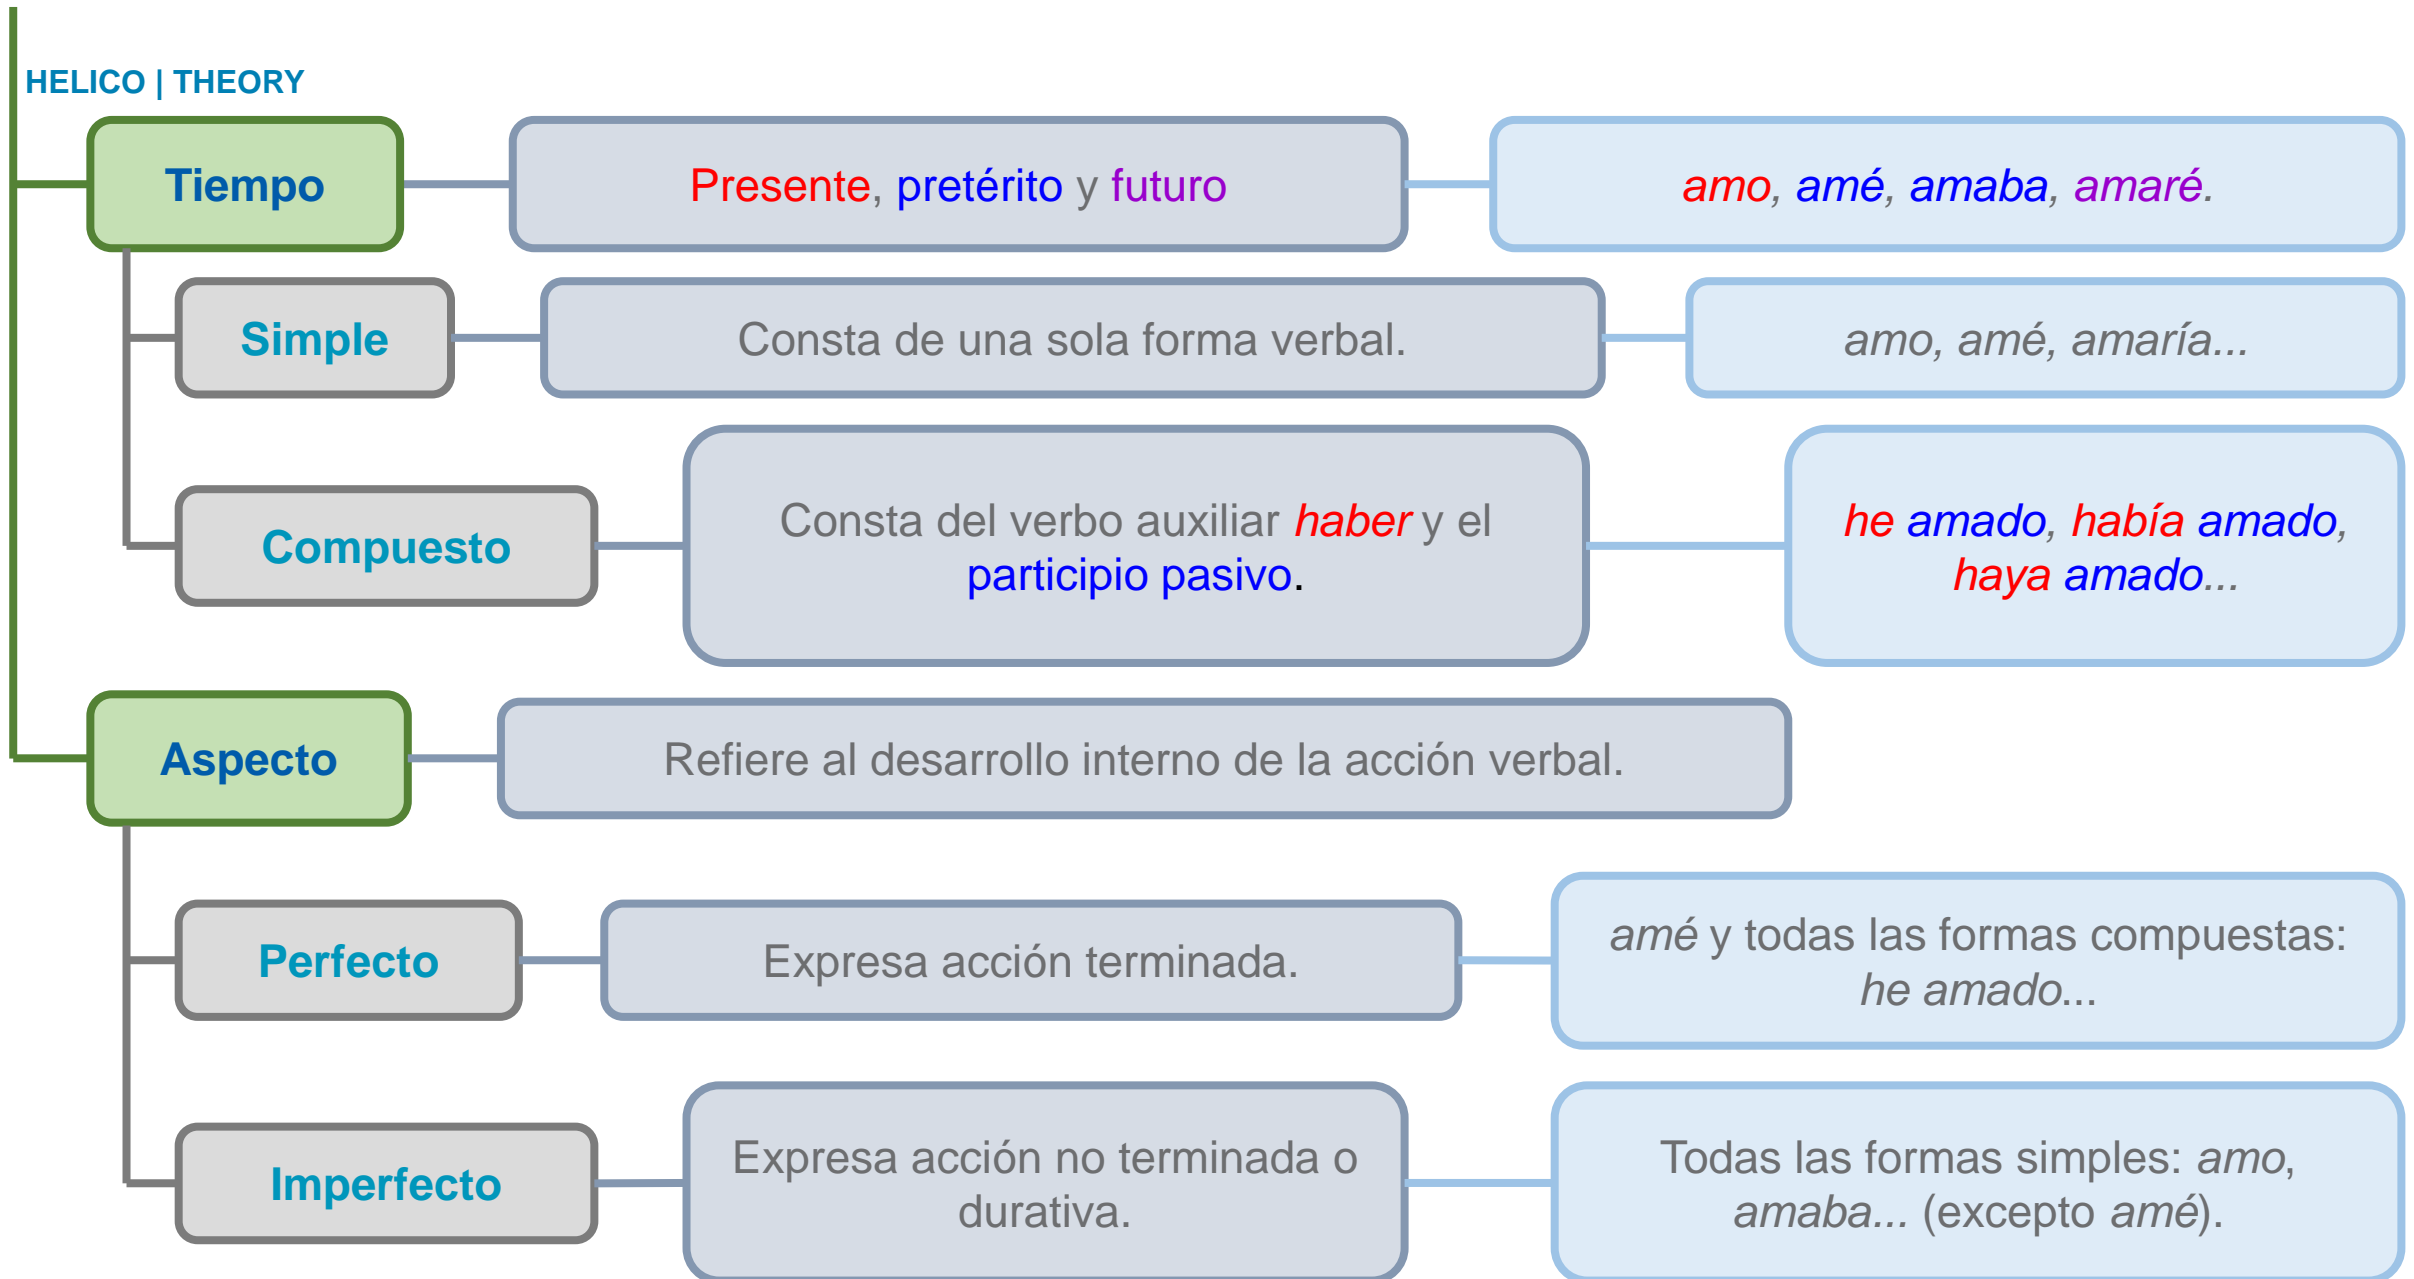 HELICO | THEORY
Tiempo
Presente, pretérito y futuro
amo, amé, amaba, amaré.
Simple
Consta de una sola forma verbal.
amo, amé, amaría...
Compuesto
Consta del verbo auxiliar haber y el
participio pasivo.
he amado, había amado,
haya amado...
Aspecto
Refiere al desarrollo interno de la acción verbal.
Perfecto
Expresa acción terminada.
amé y todas las formas compuestas:
he amado...
Imperfecto
Expresa acción no terminada o
durativa.
Todas las formas simples: amo,
amaba... (excepto amé).